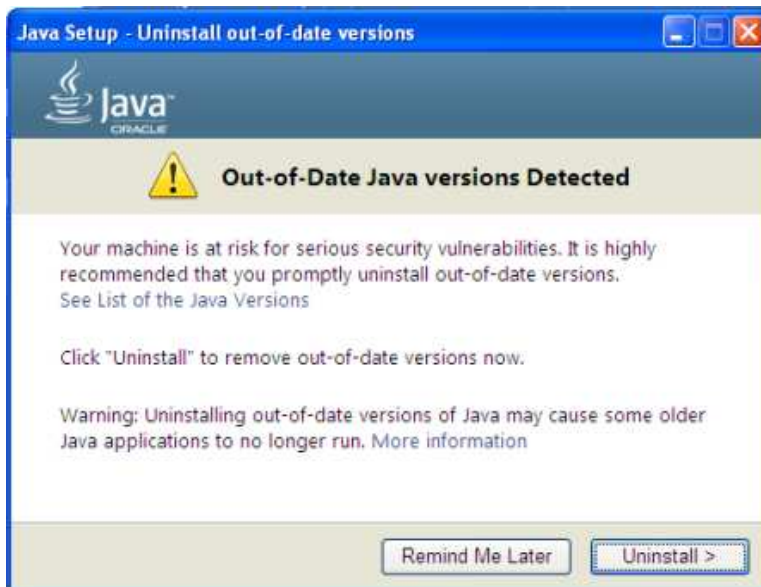 Java Setup - Uninstall out-of-date versions
Java™
ORACLE
Out-of-Date Java versions Detected
Your machine is at risk for serious security vulnerabilities. It is highly
recommended that you promptly uninstall out-of-date versions.
See List of the Java Versions
Click "Uninstall" to remove out-of-date versions now.
Warning: Uninstalling out-of-date versions of Java may cause some older
Java applications to no longer run. More information
Remind Me Later
Uninstall >